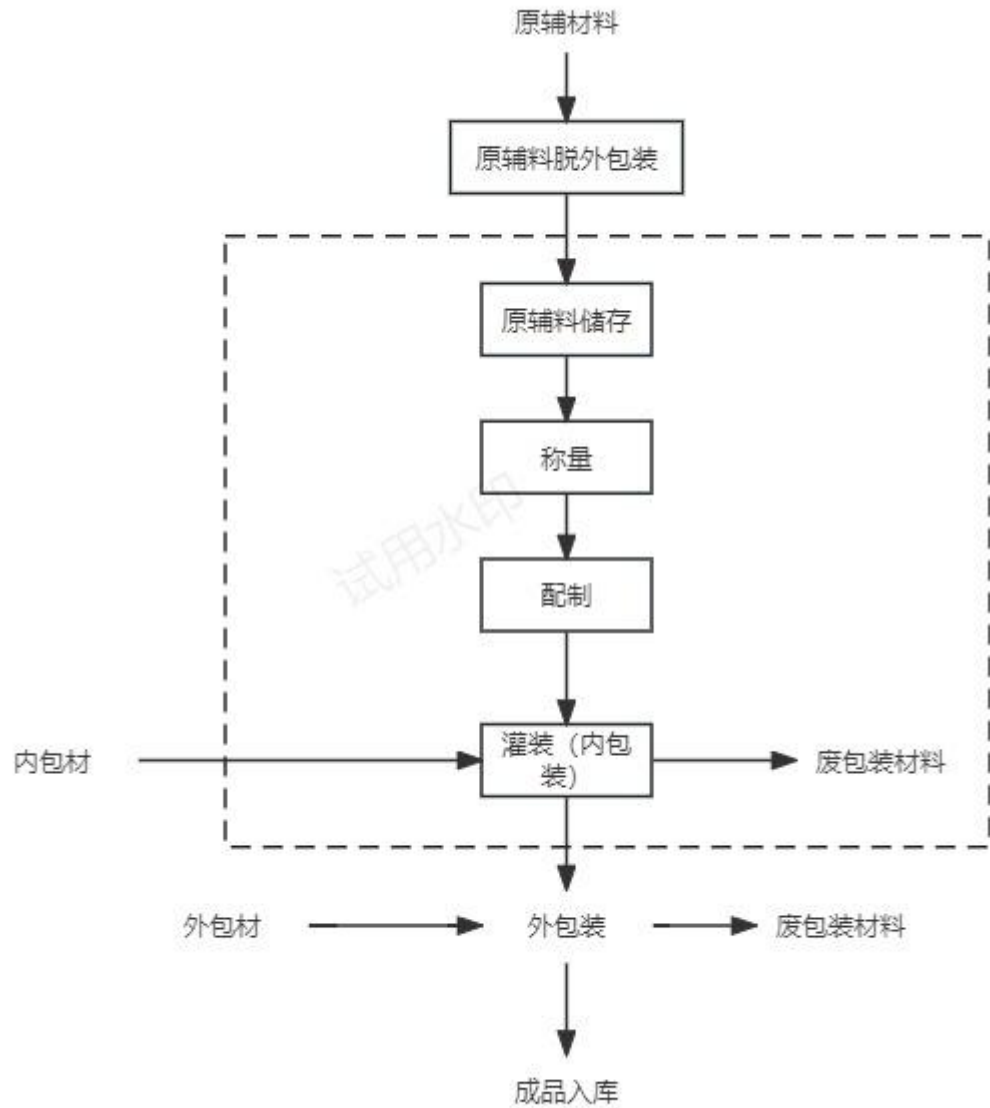 原辅材料
原辅料脱外包装
原辅料储存
称量
试用水印
配制
内包材
灌装（内包
装）
废包装材料
外包材
外包装
废包装材料
成品入库